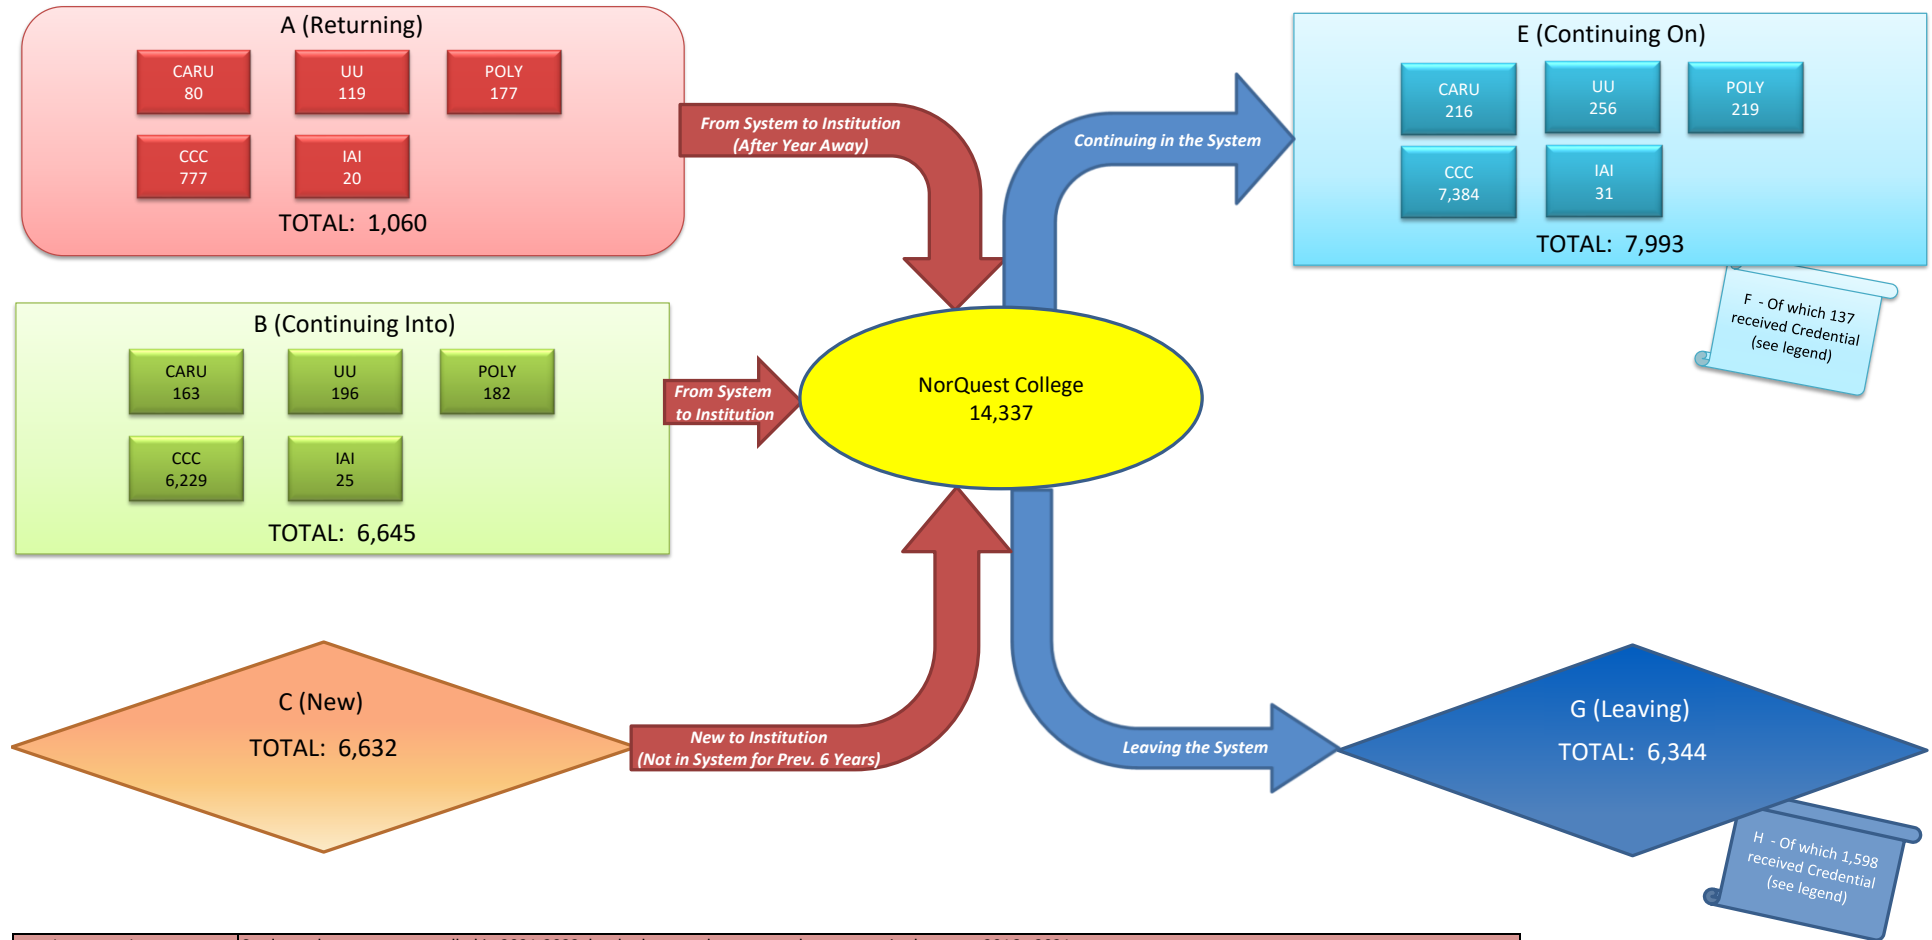 A (Returning)
CARU
80
UU
119
POLY
177
CCC
777
IAI
20
TOTAL: 1,060
From System to Institution
(After Year Away)
B (Continuing Into)
CARU
163
UU
196
POLY
182
CCC
6,229
IAI
25
TOTAL: 6,645
From System
to Institution
C (New)
TOTAL: 6,632
New to Institution
(Not in System for Prev. 6 Years)
NorQuest College
14,337
Continuing in the System
E (Continuing On)
CARU
216
UU
256
POLY
219
CCC
7,384
IAI
31
TOTAL: 7,993
F - Of which 137
received Credential
(see legend)
Leaving the System
G (Leaving)
TOTAL: 6,344
H - Of which 1,598
received Credential
(see legend)